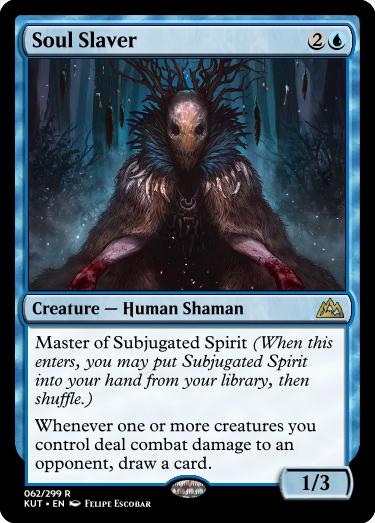 Soul Slaver 2
Creature — Human Shaman
Master of Subjugated Spirit (When this
enters, you may put Subjugated Spirit
into your hand from your library, then
shuffle.)
Whenever one or more creatures you
control deal combat damage to an
opponent, draw a card.
1/3
062/299 R
KUT • EN Felipe Escobar